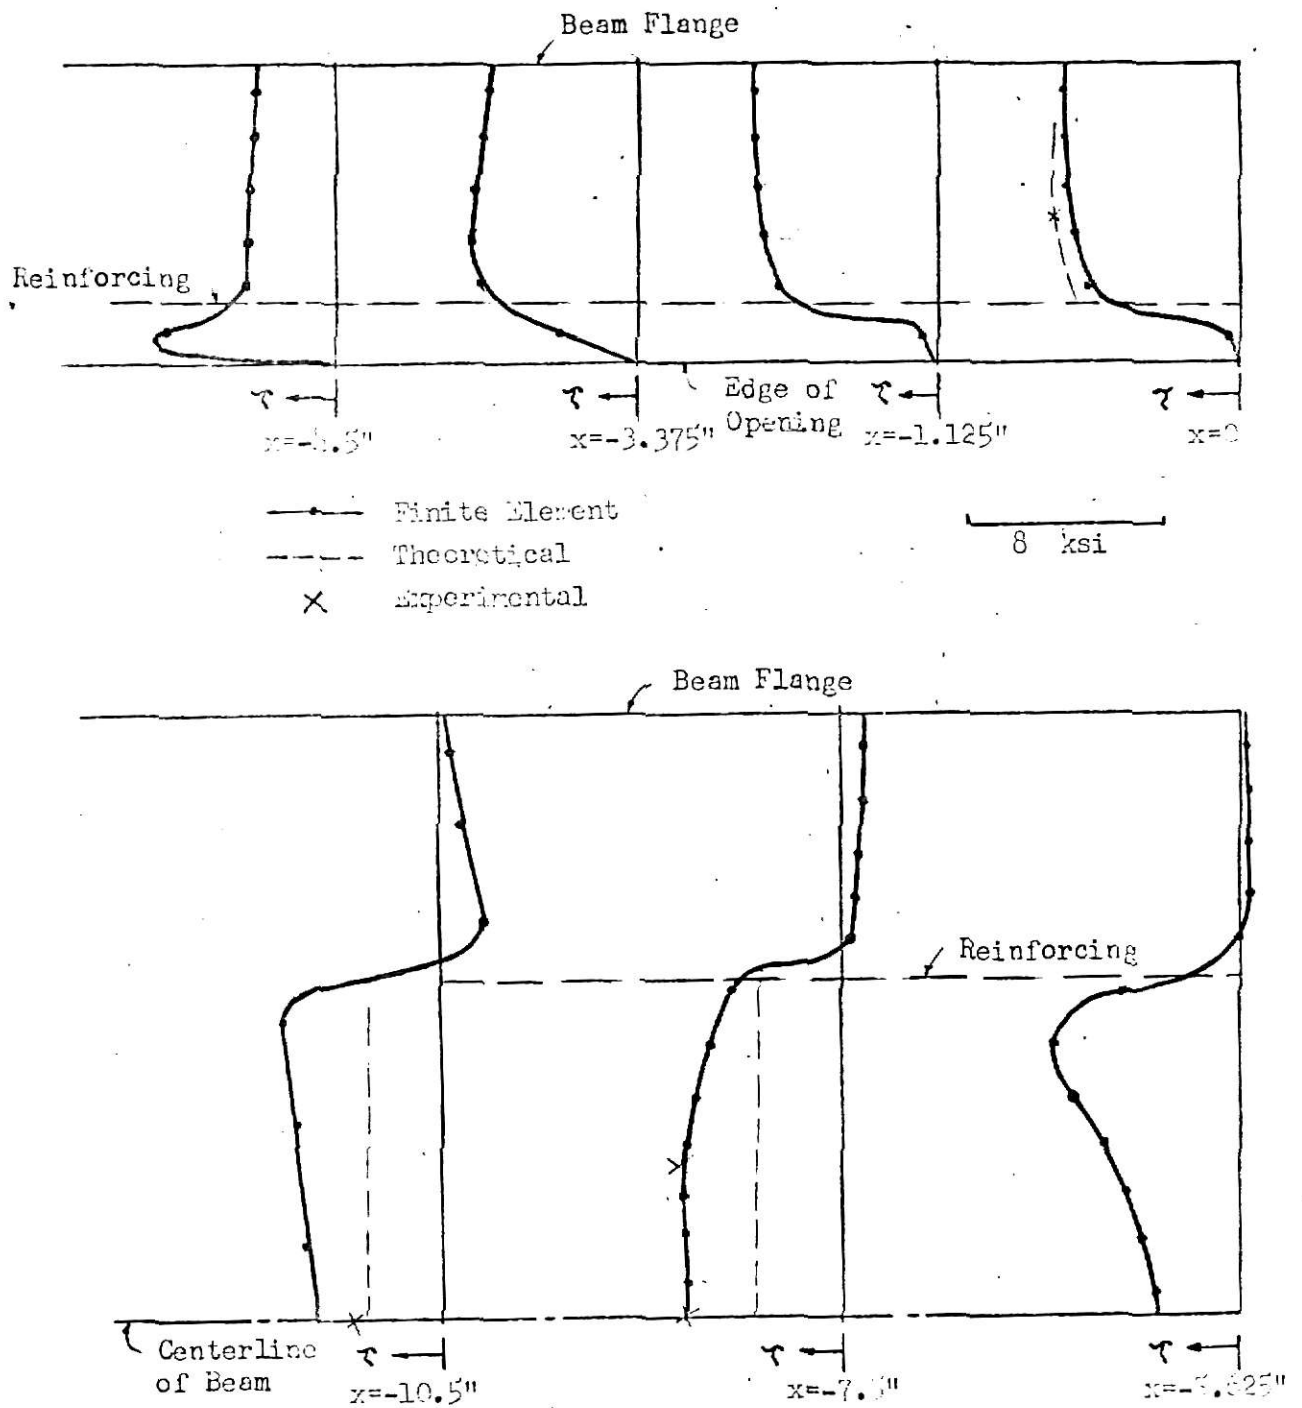 Beam Flange
Reinforcing
Edge of
Opening
τ
τ
τ
τ
x=-3.375"
x=-1.125"
x=0
Finite Element
Theoretical
Experimental
8 ksi
Beam Flange
Reinforcing
Centerline
of Beam
τ
τ
τ
x=-10.5"